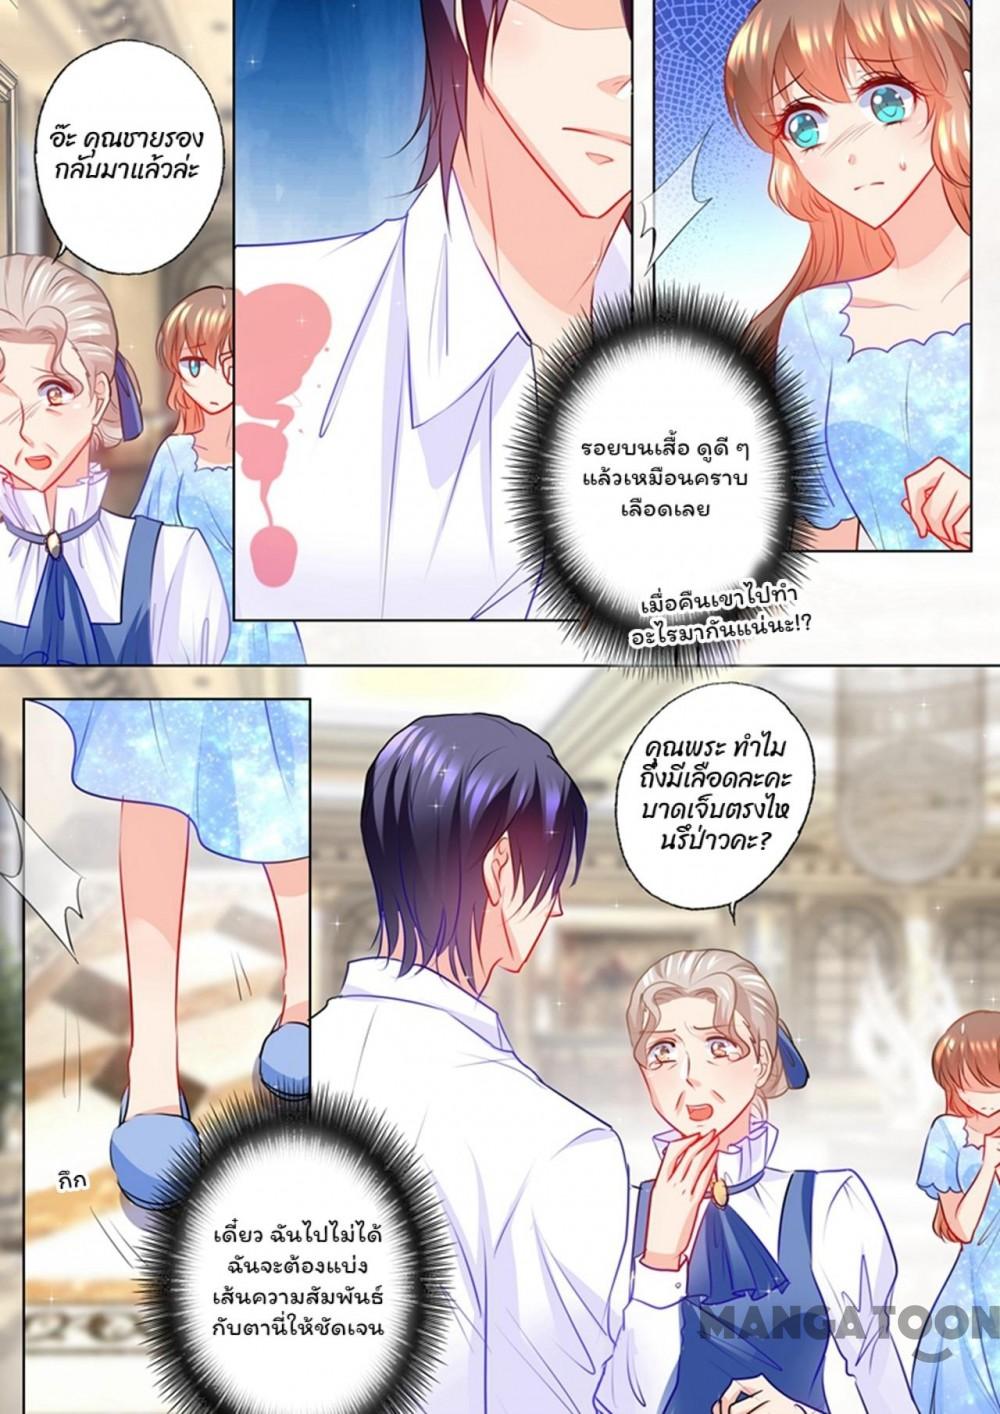 อ๊ะ คุณชายรอง
กลับมาแล้วล่ะ
รอยบนเสื้อ ดูดี ๆ
แล้วเหมือนคราบ
เลือดเลย
เมื่อคืนเขาไปทำ
อะไรมากันแน่นะ!?
คุณพระ ทำไม
ถึงมีเลือดละคะ
บาดเจ็บตรงไห
นรึป่าวคะ?
กึก
เดี๋ยว ฉันไปไม่ได้
ฉันจะต้องแบ่ง
เส้นความสัมพันธ์
กับตานี่ให้ชัดเจน
MANGATOON